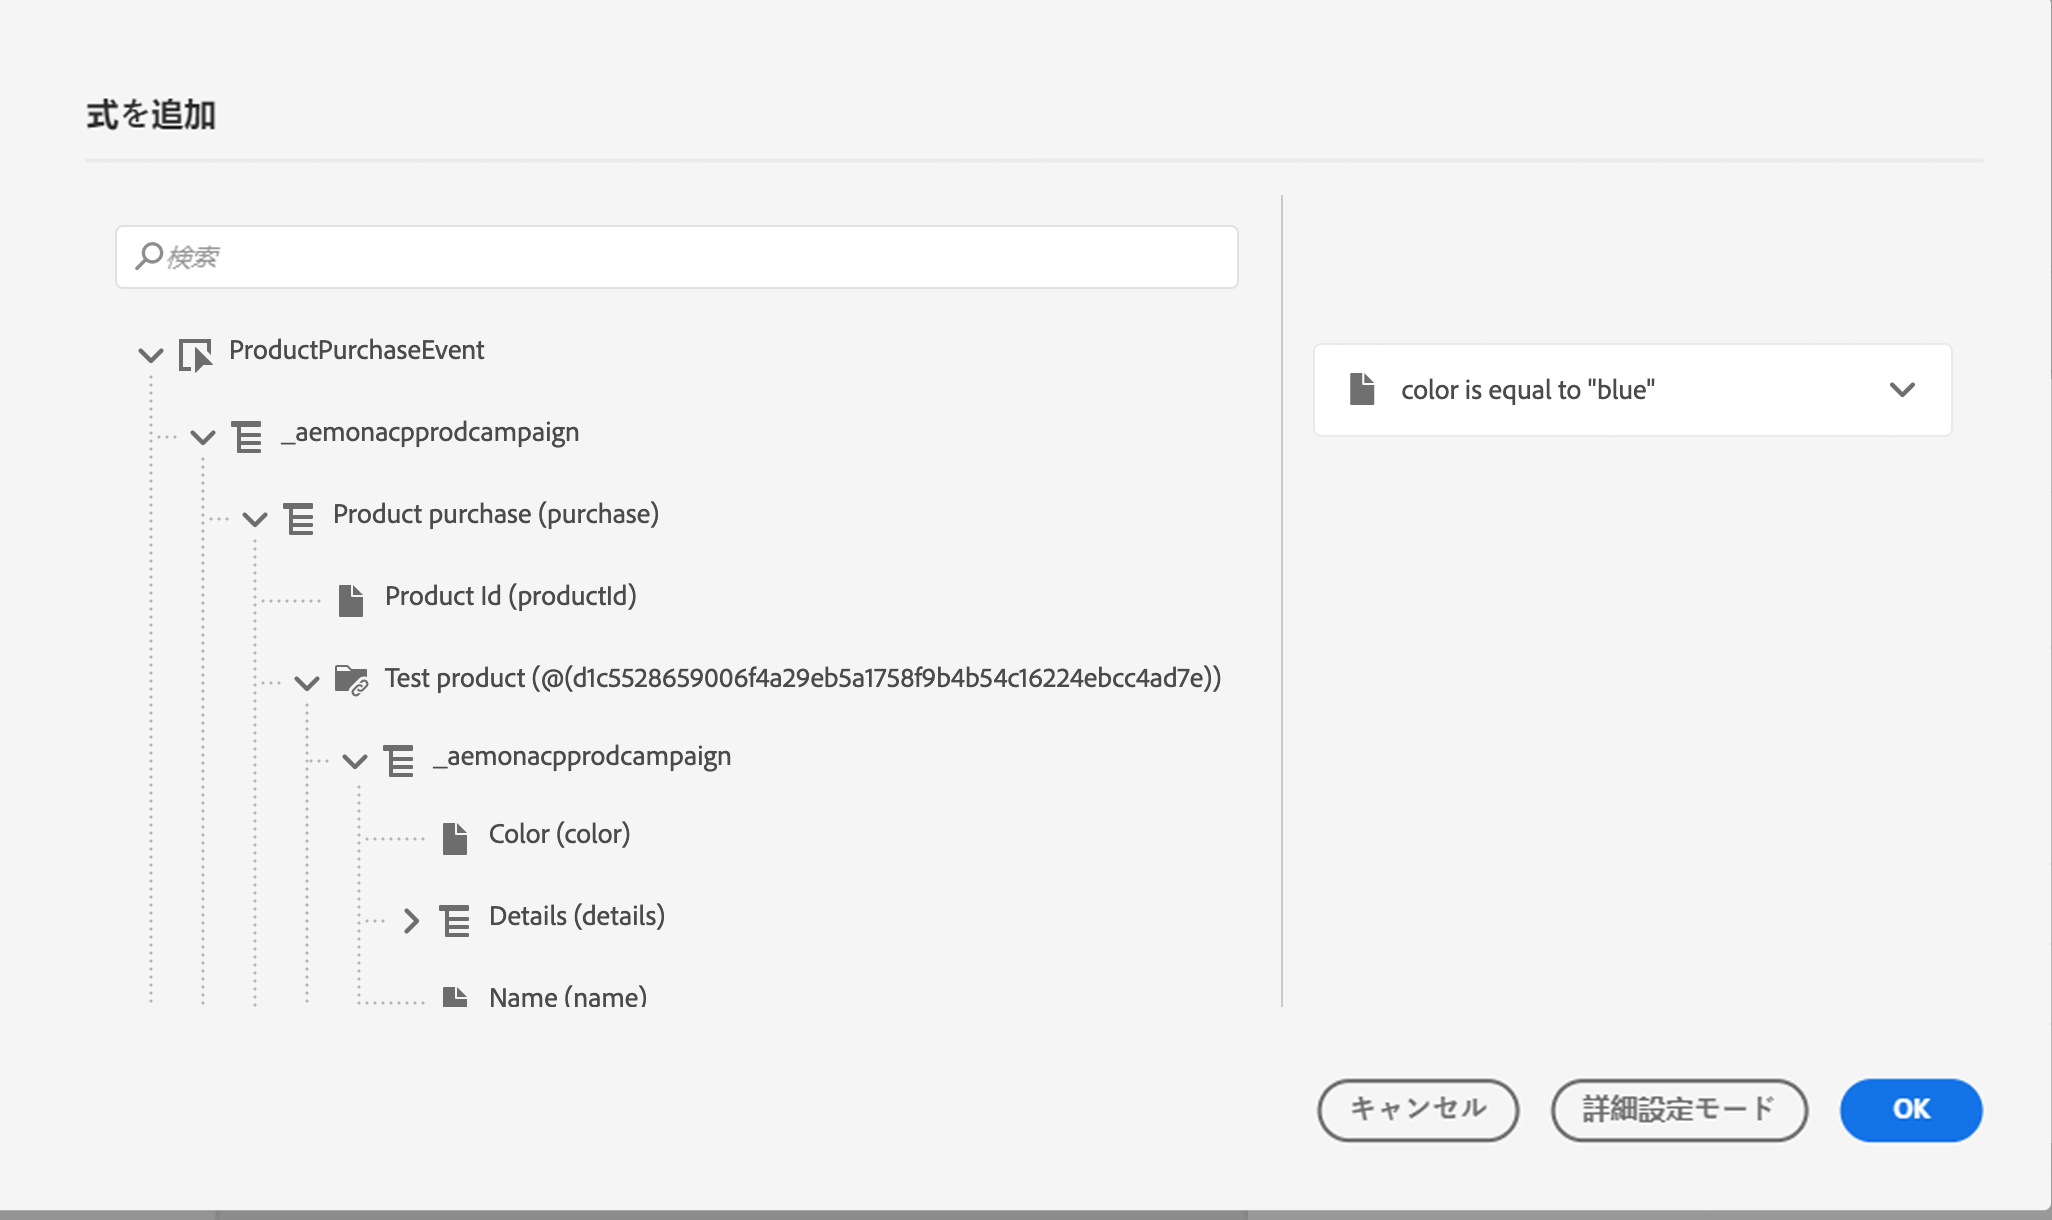 式を追加
検索
ProductPurchaseEvent
_aemonacpprodcampaign
Product purchase (purchase)
Product Id (productId)
Test product (@(d1c5528659006f4a29eb5a1758f9b4b54c16224ebcc4ad7e))
_aemonacpprodcampaign
Color (color)
Details (details)
Name (name)
color is equal to "blue"
キャンセル
詳細設定モード
OK